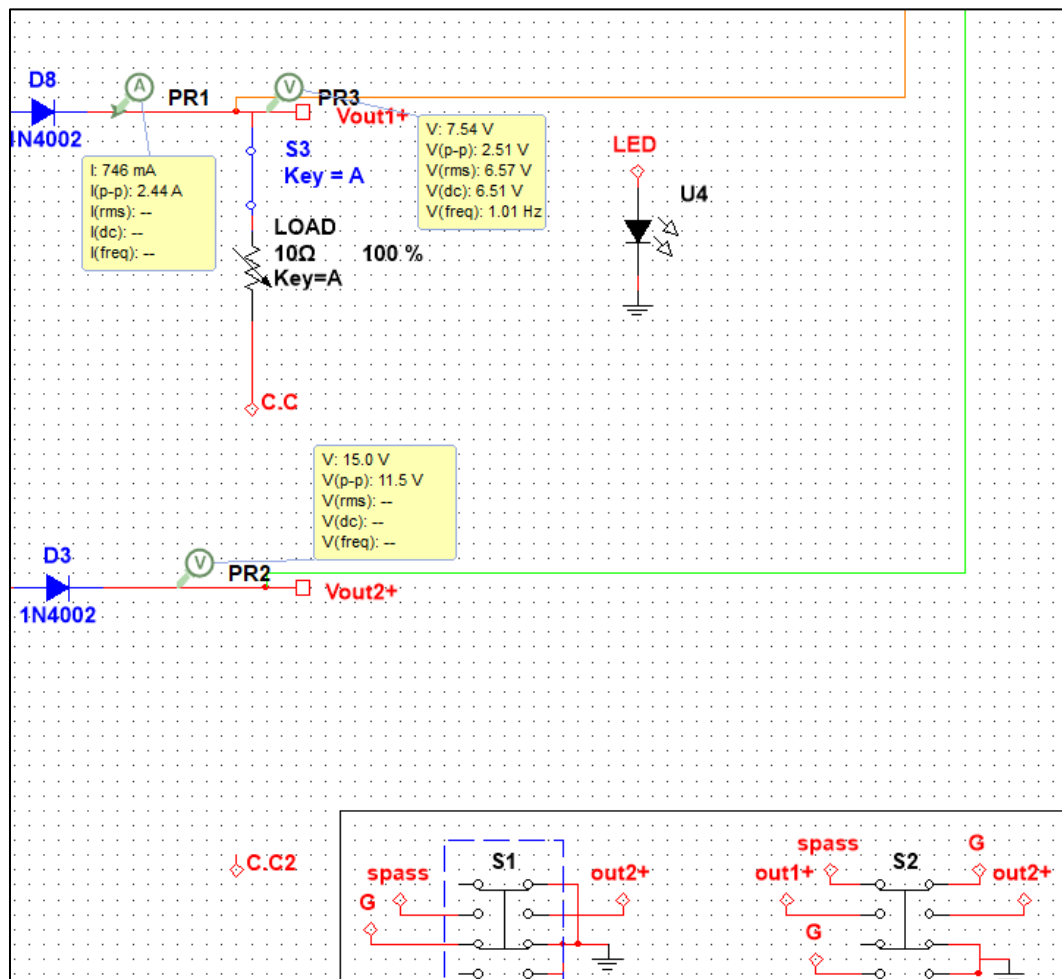 D8
1N4002
A
PR1
V
PR3
Vout1+
I: 746 mA
I(p-p): 2.44 A
I(rms): --
I(dc): --
I(freq): --
S3
Key = A
V: 7.54 V
V(p-p): 2.51 V
V(rms): 6.57 V
V(dc): 6.51 V
V(freq): 1.01 Hz
LOAD
10Ω 100 %
Key=A
LED
U4
C.C
V: 15.0 V
V(p-p): 11.5 V
V(rms): --
V(dc): --
V(freq): --
D3
1N4002
V
PR2
Vout2+
C.C2
spass
S1
out2+
G
spass
S2
G
out1+
out2+
G